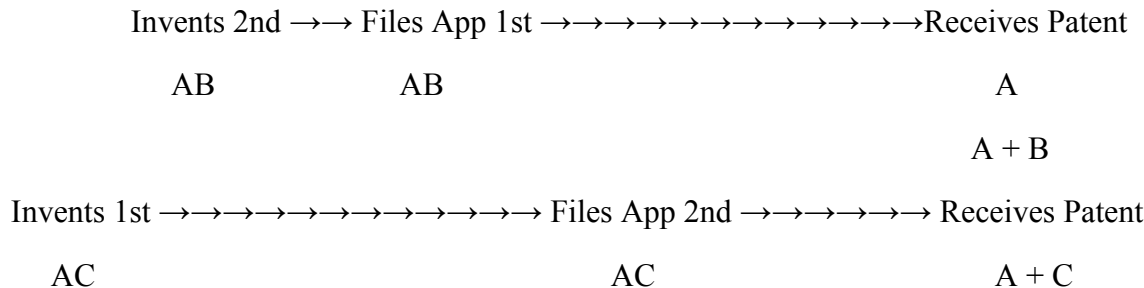 Invents 2nd →→ Files App 1st →→→→→→→→→→→→Receives Patent
AB AB A
A + B
Invents 1st →→→→→→→→→→→→ Files App 2nd →→→→→→ Receives Patent
AC AC A + C